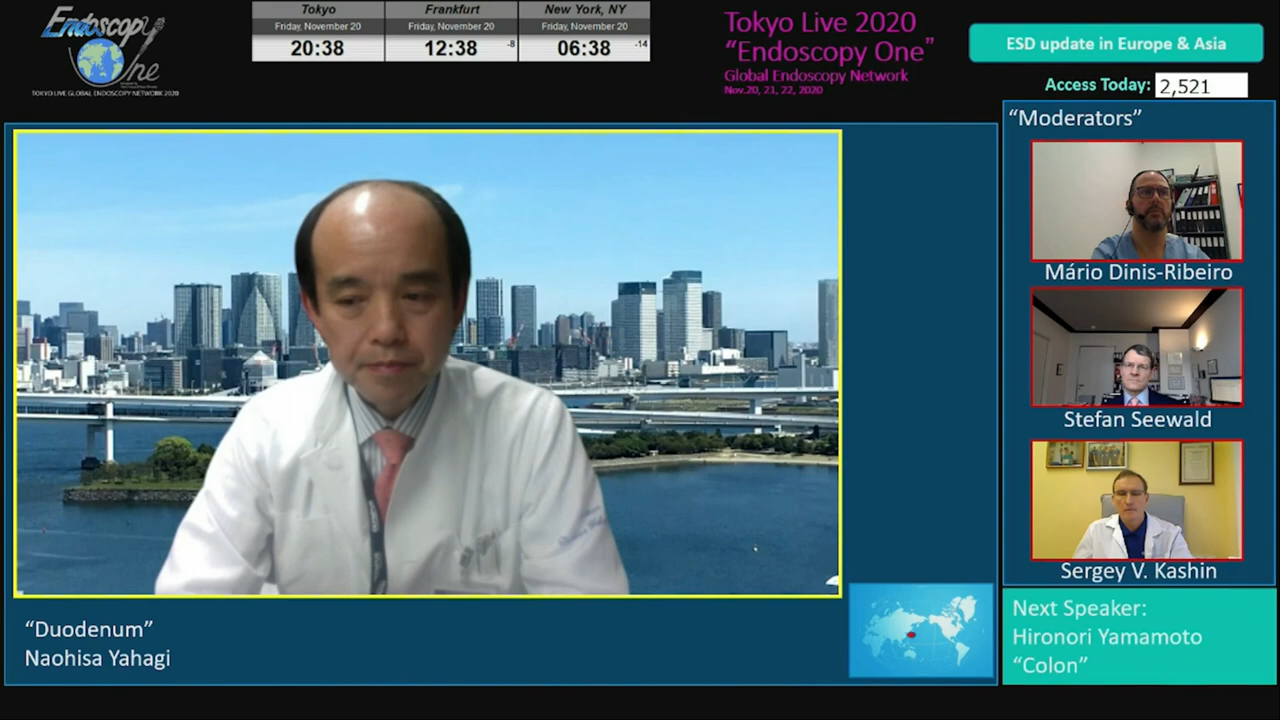 Endoscopy
One
TOKYO LIVE GLOBAL ENDOSCOPY NETWORK 2020
Tokyo
Friday, November 20
20:38
Frankfurt
Friday, November 20
12:38 -8
New York, NY
Friday, November 20
06:38 -14
Tokyo Live 2020
“Endoscopy One”
Global Endoscopy Network
Nov.20, 21, 22, 2020
ESD update in Europe & Asia
Access Today: 2,521
“Moderators”
Mário Dinis-Ribeiro
Stefan Seewald
Sergey V. Kashin
“Duodenum”
Naohisa Yahagi
Next Speaker:
Hironori Yamamoto
“Colon”